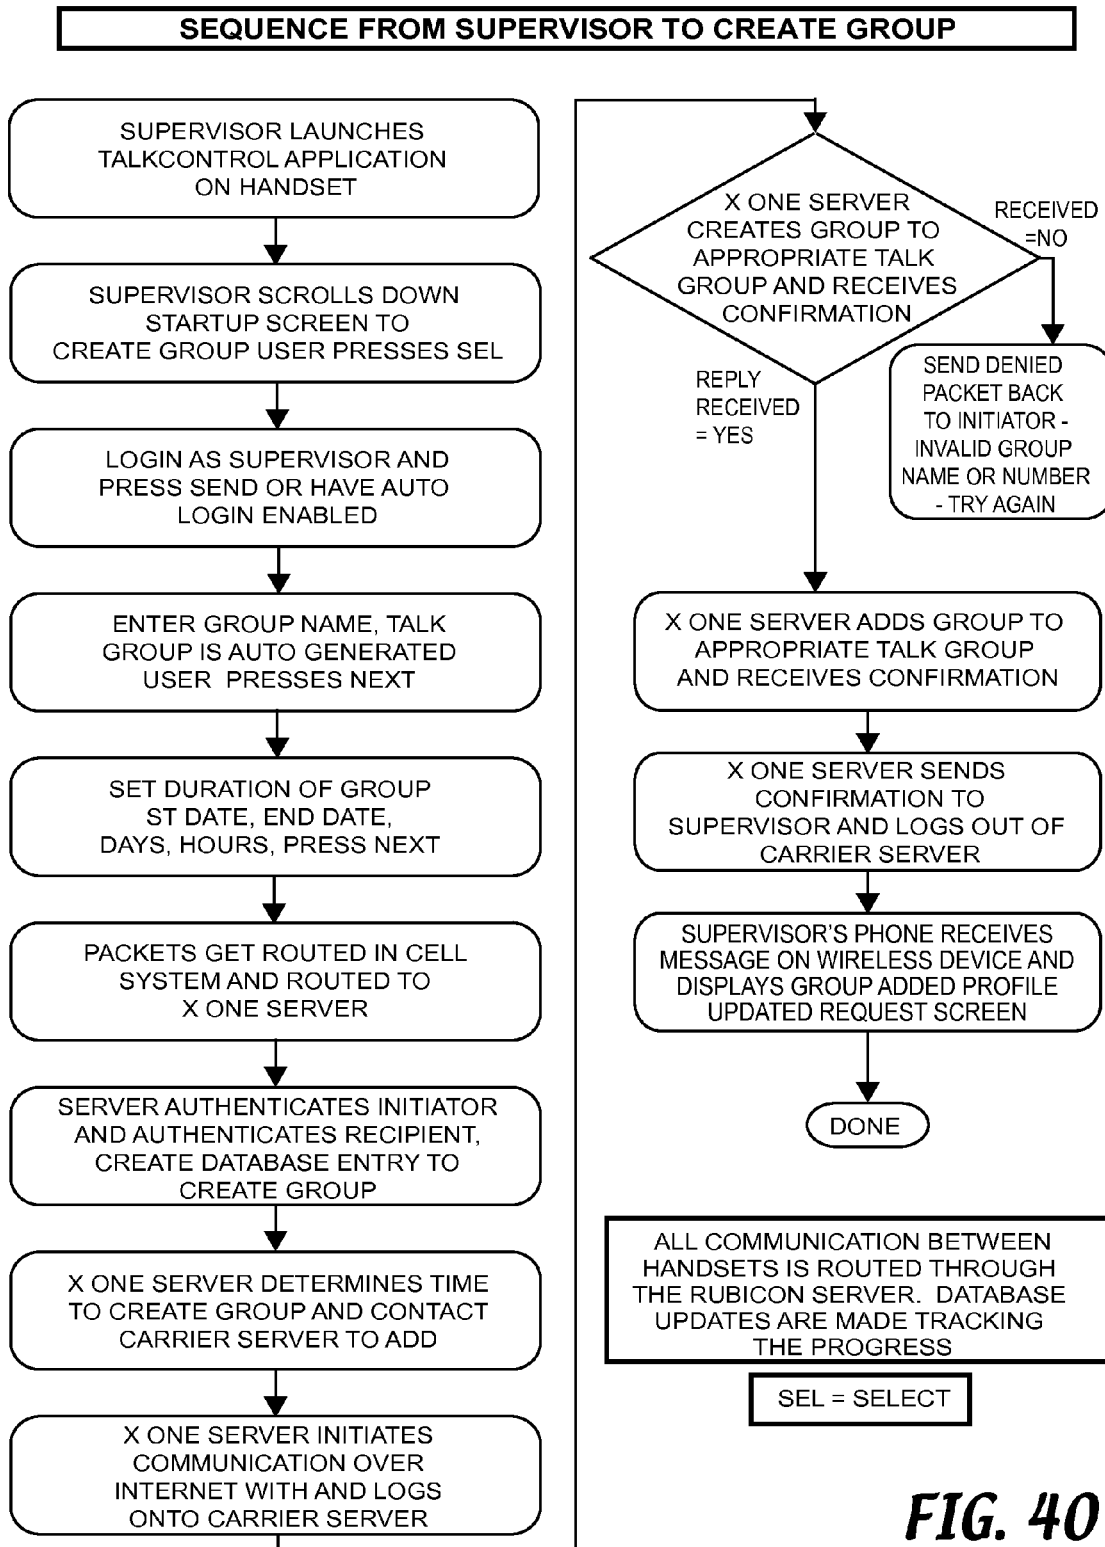 SEQUENCE FROM SUPERVISOR TO CREATE GROUP
SUPERVISOR LAUNCHES
TALKCONTROL APPLICATION
ON HANDSET
SUPERVISOR SCROLLS DOWN
STARTUP SCREEN TO
CREATE GROUP USER PRESSES SEL
LOGIN AS SUPERVISOR AND
PRESS SEND OR HAVE AUTO
LOGIN ENABLED
ENTER GROUP NAME, TALK
GROUP IS AUTO GENERATED
USER PRESSES NEXT
SET DURATION OF GROUP
ST DATE, END DATE,
DAYS, HOURS, PRESS NEXT
PACKETS GET ROUTED IN CELL
SYSTEM AND ROUTED TO
X ONE SERVER
SERVER AUTHENTICATES INITIATOR
AND AUTHENTICATES RECIPIENT,
CREATE DATABASE ENTRY TO
CREATE GROUP
X ONE SERVER DETERMINES TIME
TO CREATE GROUP AND CONTACT
CARRIER SERVER TO ADD
X ONE SERVER INITIATES
COMMUNICATION OVER
INTERNET WITH AND LOGS
ONTO CARRIER SERVER
X ONE SERVER
CREATES GROUP TO
APPROPRIATE TALK
GROUP AND RECEIVES
CONFIRMATION
RECEIVED
=NO
SEND DENIED
PACKET BACK
TO INITIATOR -
INVALID GROUP
NAME OR NUMBER
- TRY AGAIN
REPLY
RECEIVED
= YES
X ONE SERVER ADDS GROUP TO
APPROPRIATE TALK GROUP
AND RECEIVES CONFIRMATION
X ONE SERVER SENDS
CONFIRMATION TO
SUPERVISOR AND LOGS OUT OF
CARRIER SERVER
SUPERVISOR'S PHONE RECEIVES
MESSAGE ON WIRELESS DEVICE AND
DISPLAYS GROUP ADDED PROFILE
UPDATED REQUEST SCREEN
DONE
ALL COMMUNICATION BETWEEN
HANDSETS IS ROUTED THROUGH
THE RUBICON SERVER. DATABASE
UPDATES ARE MADE TRACKING
THE PROGRESS
SEL = SELECT
FIG. 40